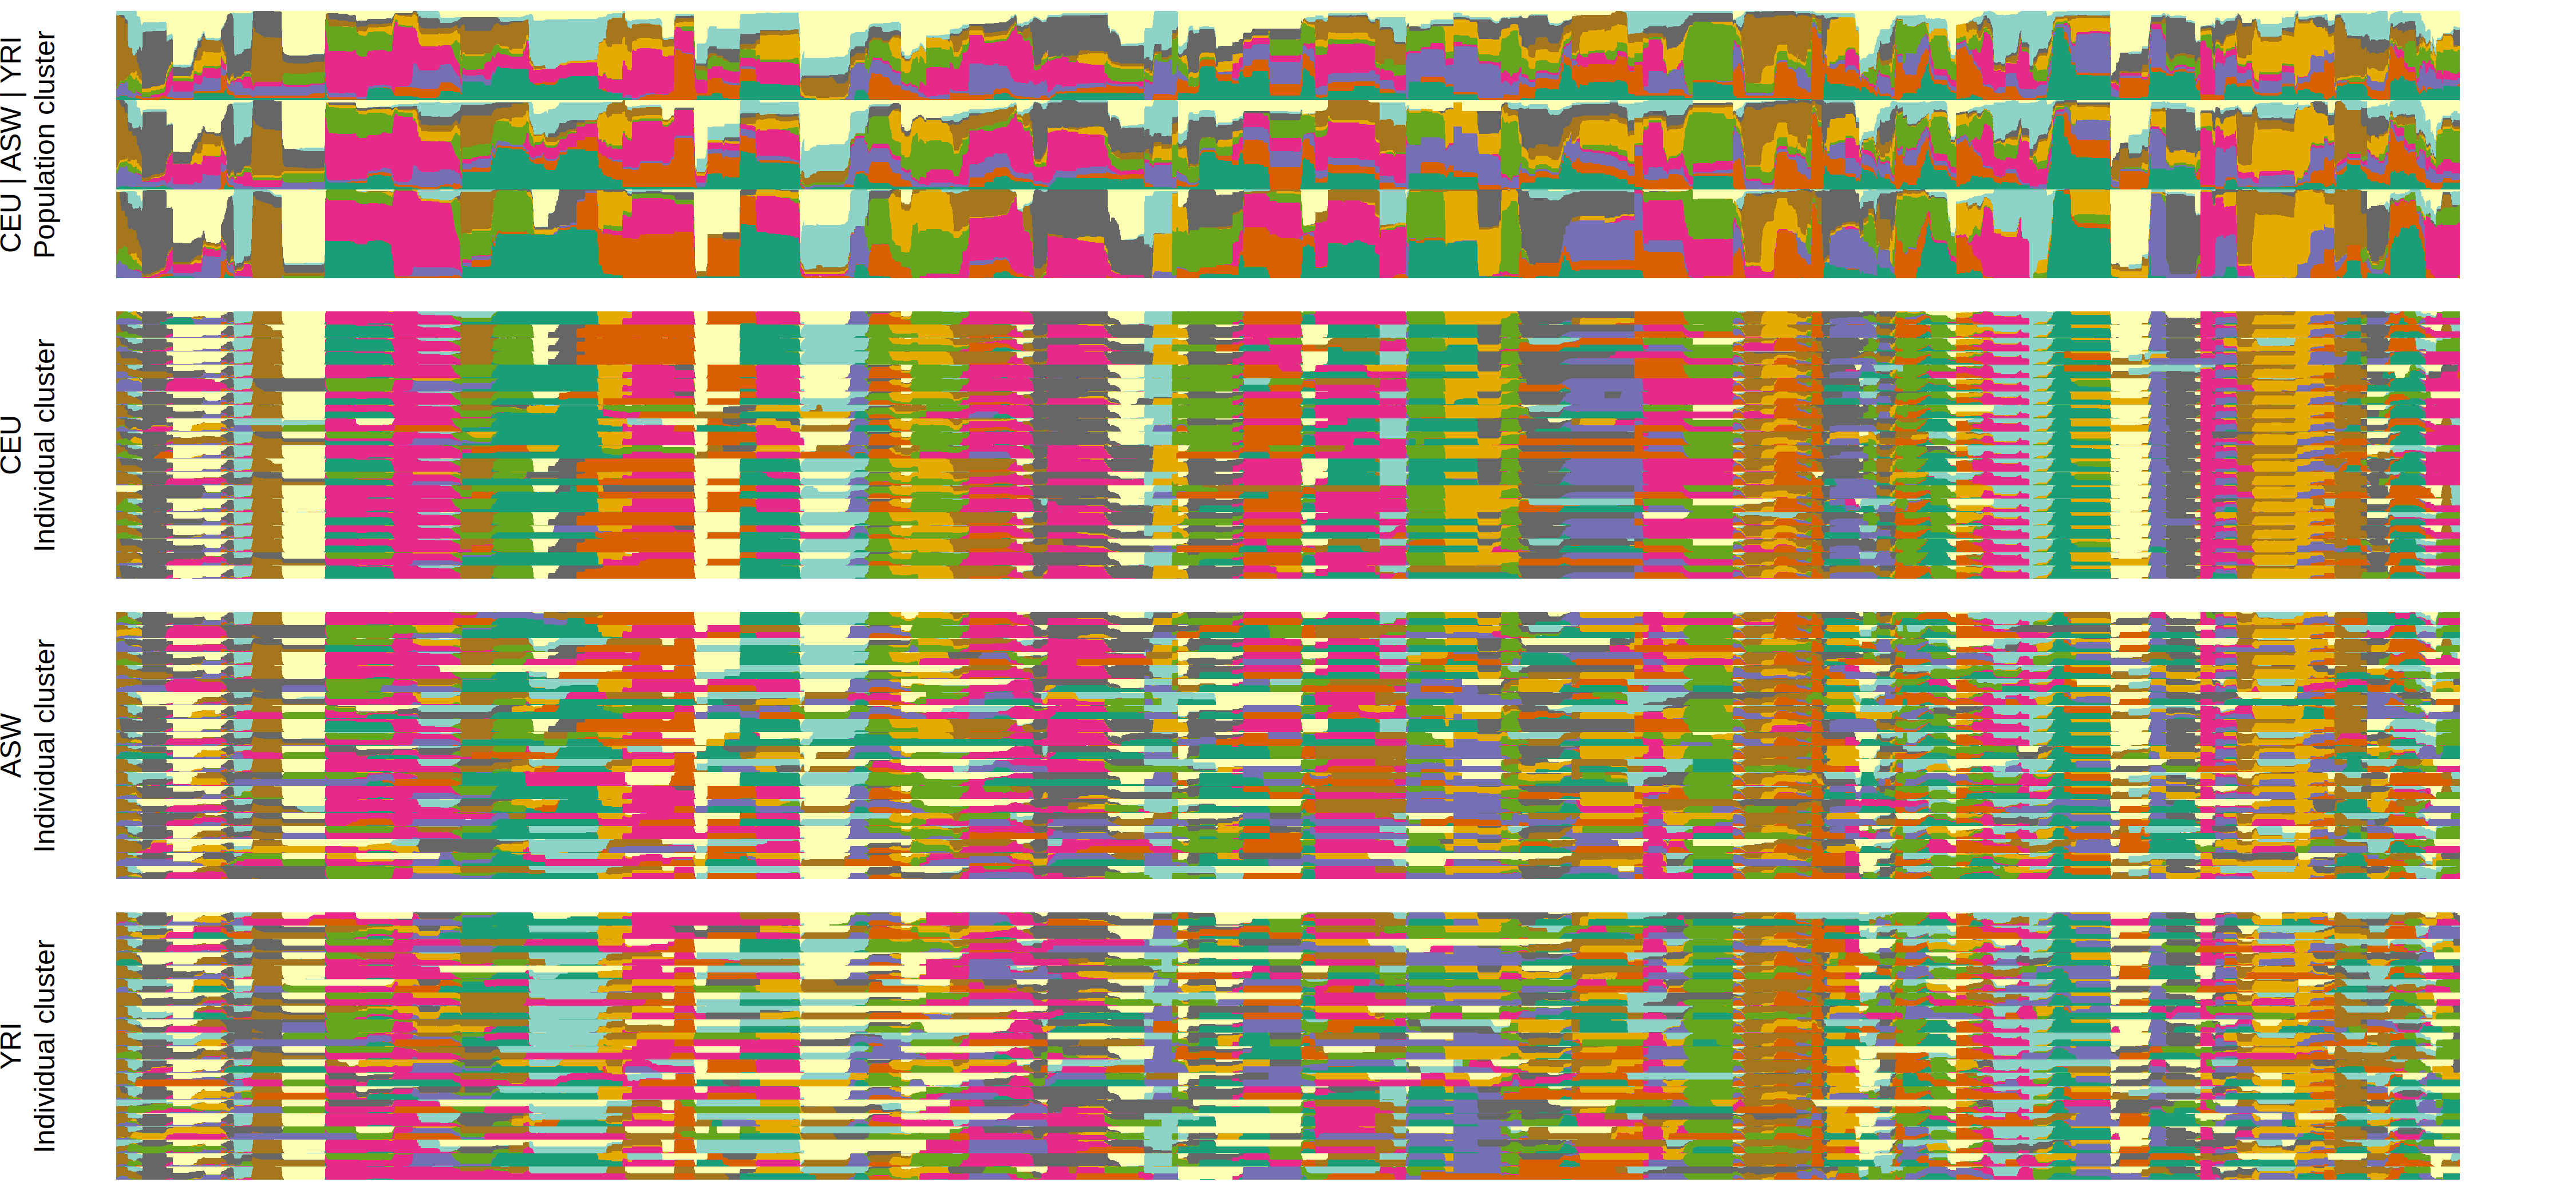 CEU | ASW | YRI
Population cluster
CEU
Individual cluster
ASW
Individual cluster
YRI
Individual cluster